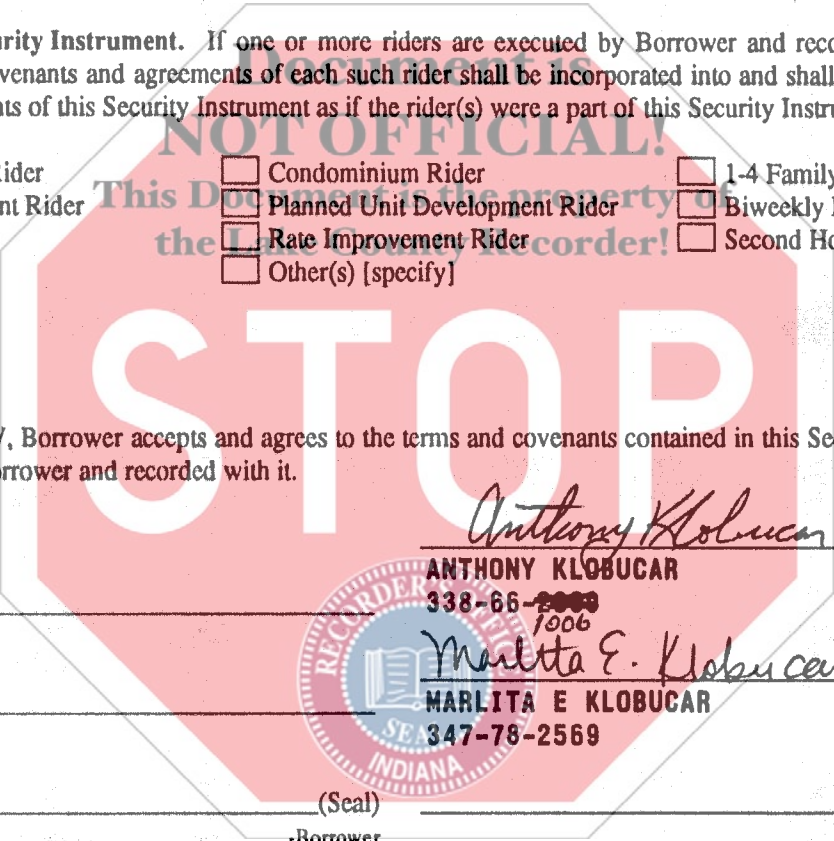 urity Instrument. If one or more riders are executed by Borrower and reco
venants and agreements of each such rider shall be incorporated into and shall
nts of this Security Instrument as if the rider(s) were a part of this Security Instru
Document is
NOT OFFICIAL!
This Document is the property of
the Lake County Recorder!
Rider Condominium Rider 1-4 Family
nt Rider Planned Unit Development Rider Biweekly
Rate Improvement Rider Second Ho
Other(s) [specify]
STOP
, Borrower accepts and agrees to the terms and covenants contained in this Se
orrower and recorded with it.
Anthony Klobucar
ANTHONY KLOBUCAR
[SSN redacted]
Marlita E. Klobucar
MARLITA E KLOBUCAR
[SSN redacted]
RECORDER'S OFFICE
SEAL
INDIANA
(Seal)
-Borrower